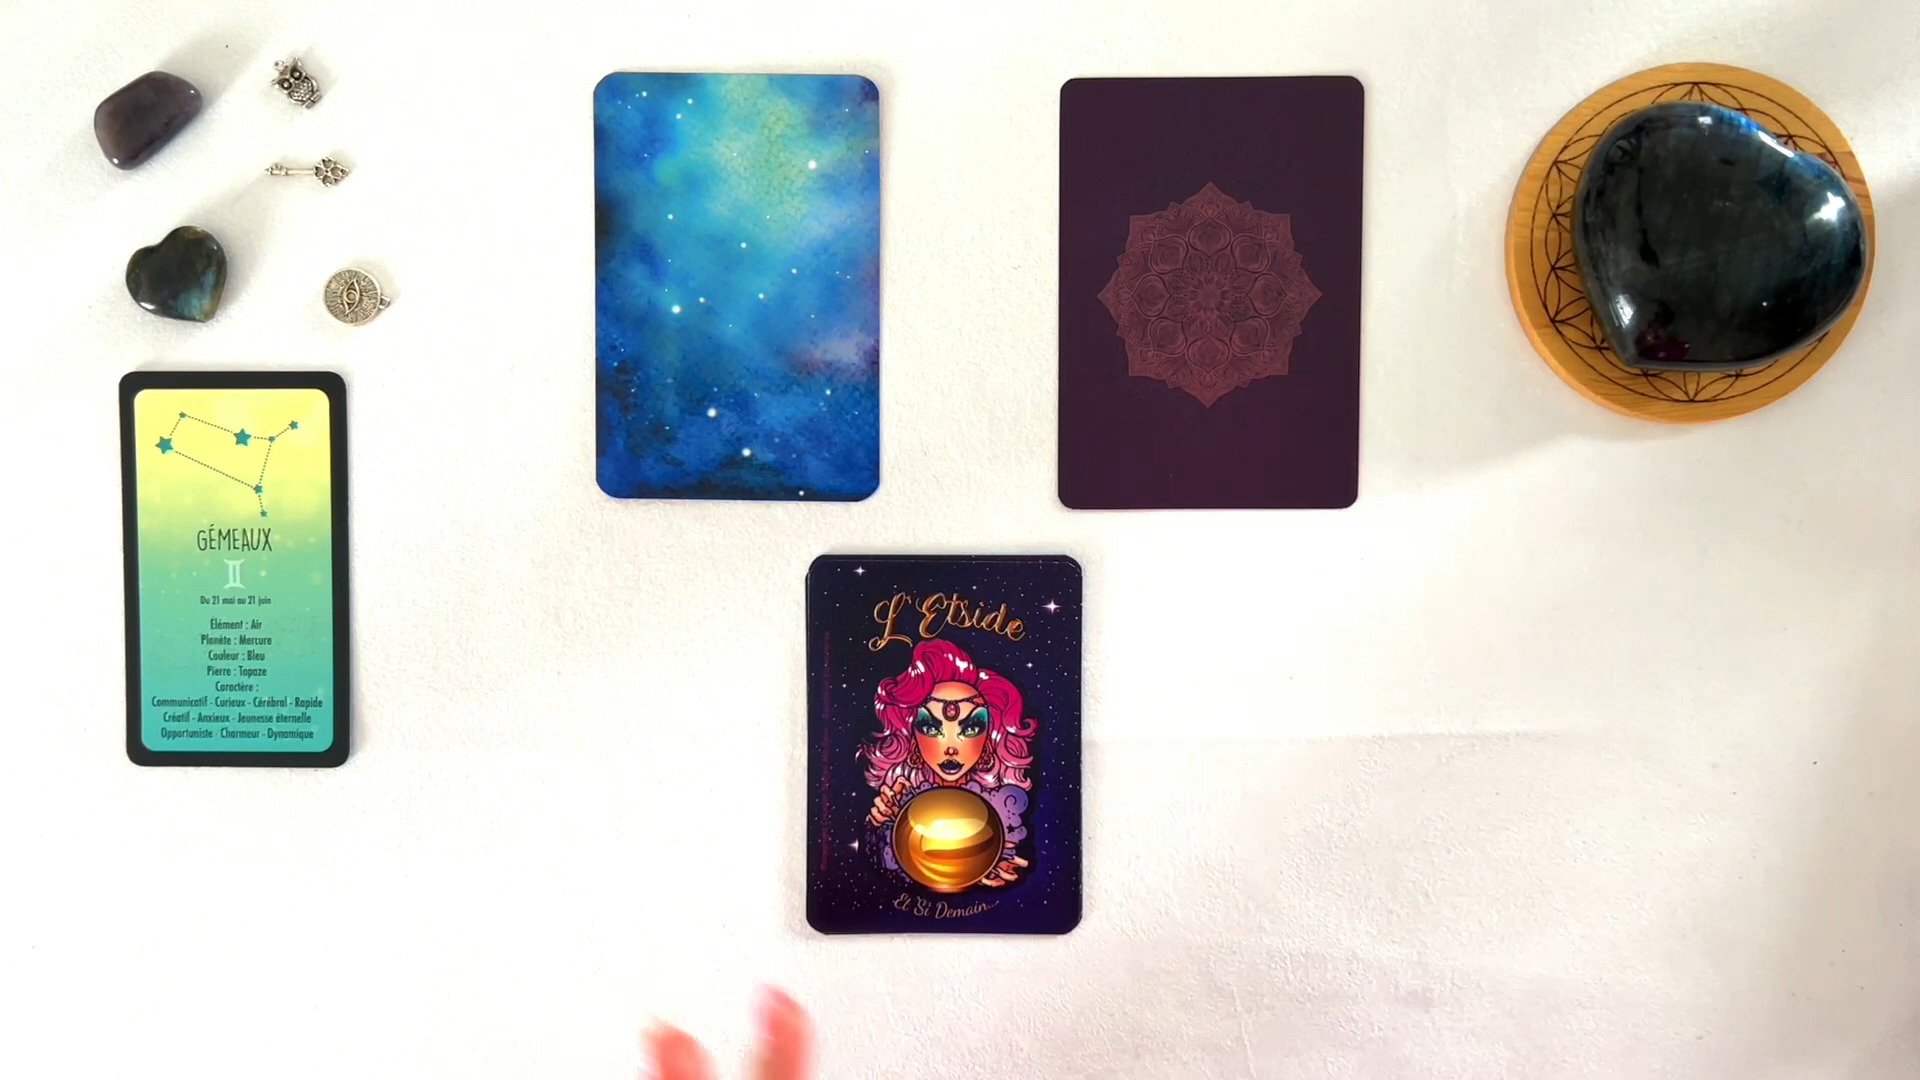 GÉMEAUX
Du 21 mai au 21 juin
Élément : Air
Planète : Mercure
Couleur : Bleu
Pierre : Topaze
Caractère :
Communicatif - Curieux - Cérébral - Rapide
Créatif - Anxieux - Jeunesse éternelle
Opportuniste - Charmeur - Dynamique
L'Etside
Et Si Demain...